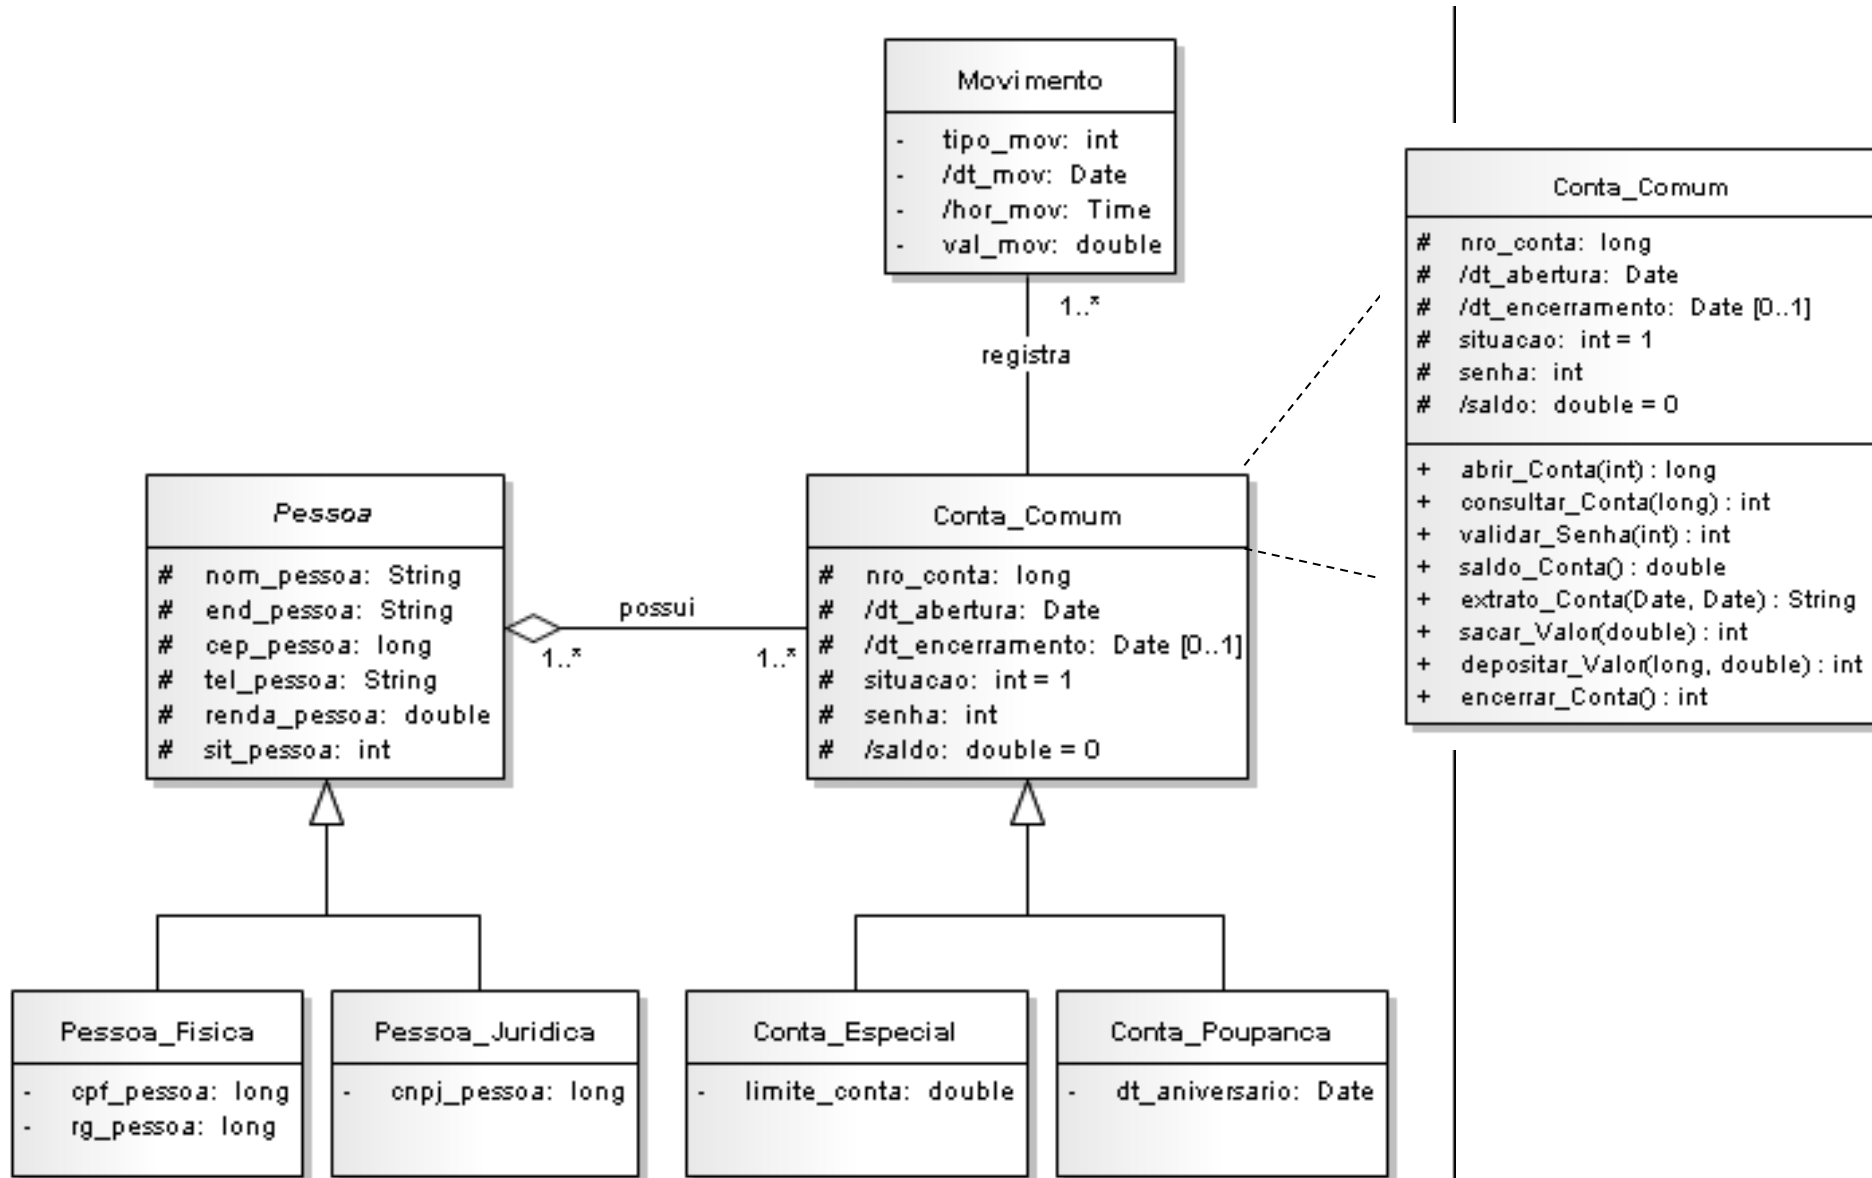 Movimento
- tipo_mov: int
- /dt_mov: Date
- /hor_mov: Time
- val_mov: double
1..*
registra
Pessoa
# nom_pessoa: String
# end_pessoa: String
# cep_pessoa: long
# tel_pessoa: String
# renda_pessoa: double
# sit_pessoa: int
possui
1..*
1..*
Conta_Comum
# nro_conta: long
# /dt_abertura: Date
# /dt_encerramento: Date [0..1]
# situacao: int = 1
# senha: int
# /saldo: double = 0
Conta_Comum
# nro_conta: long
# /dt_abertura: Date
# /dt_encerramento: Date [0..1]
# situacao: int = 1
# senha: int
# /saldo: double = 0
+ abrir_Conta(int) : long
+ consultar_Conta(long) : int
+ validar_Senha(int) : int
+ saldo_Conta() : double
+ extrato_Conta(Date, Date) : String
+ sacar_Valor(double) : int
+ depositar_Valor(long, double) : int
+ encerrar_Conta() : int
Pessoa_Fisica
- cpf_pessoa: long
- rg_pessoa: long
Pessoa_Juridica
- cnpj_pessoa: long
Conta_Especial
- limite_conta: double
Conta_Poupanca
- dt_aniversario: Date